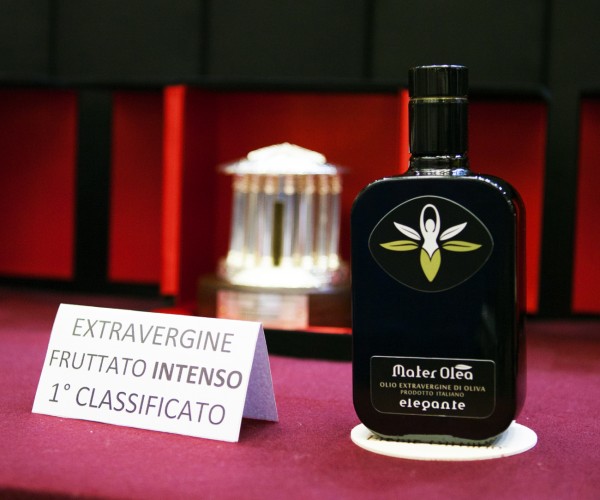 EXTRAVERGINE
FRUTTATO INTENSO
1° CLASSIFICATO
Mater Olea
OLIO EXTRAVERGINE DI OLIVA
PRODOTTO ITALIANO
elegante